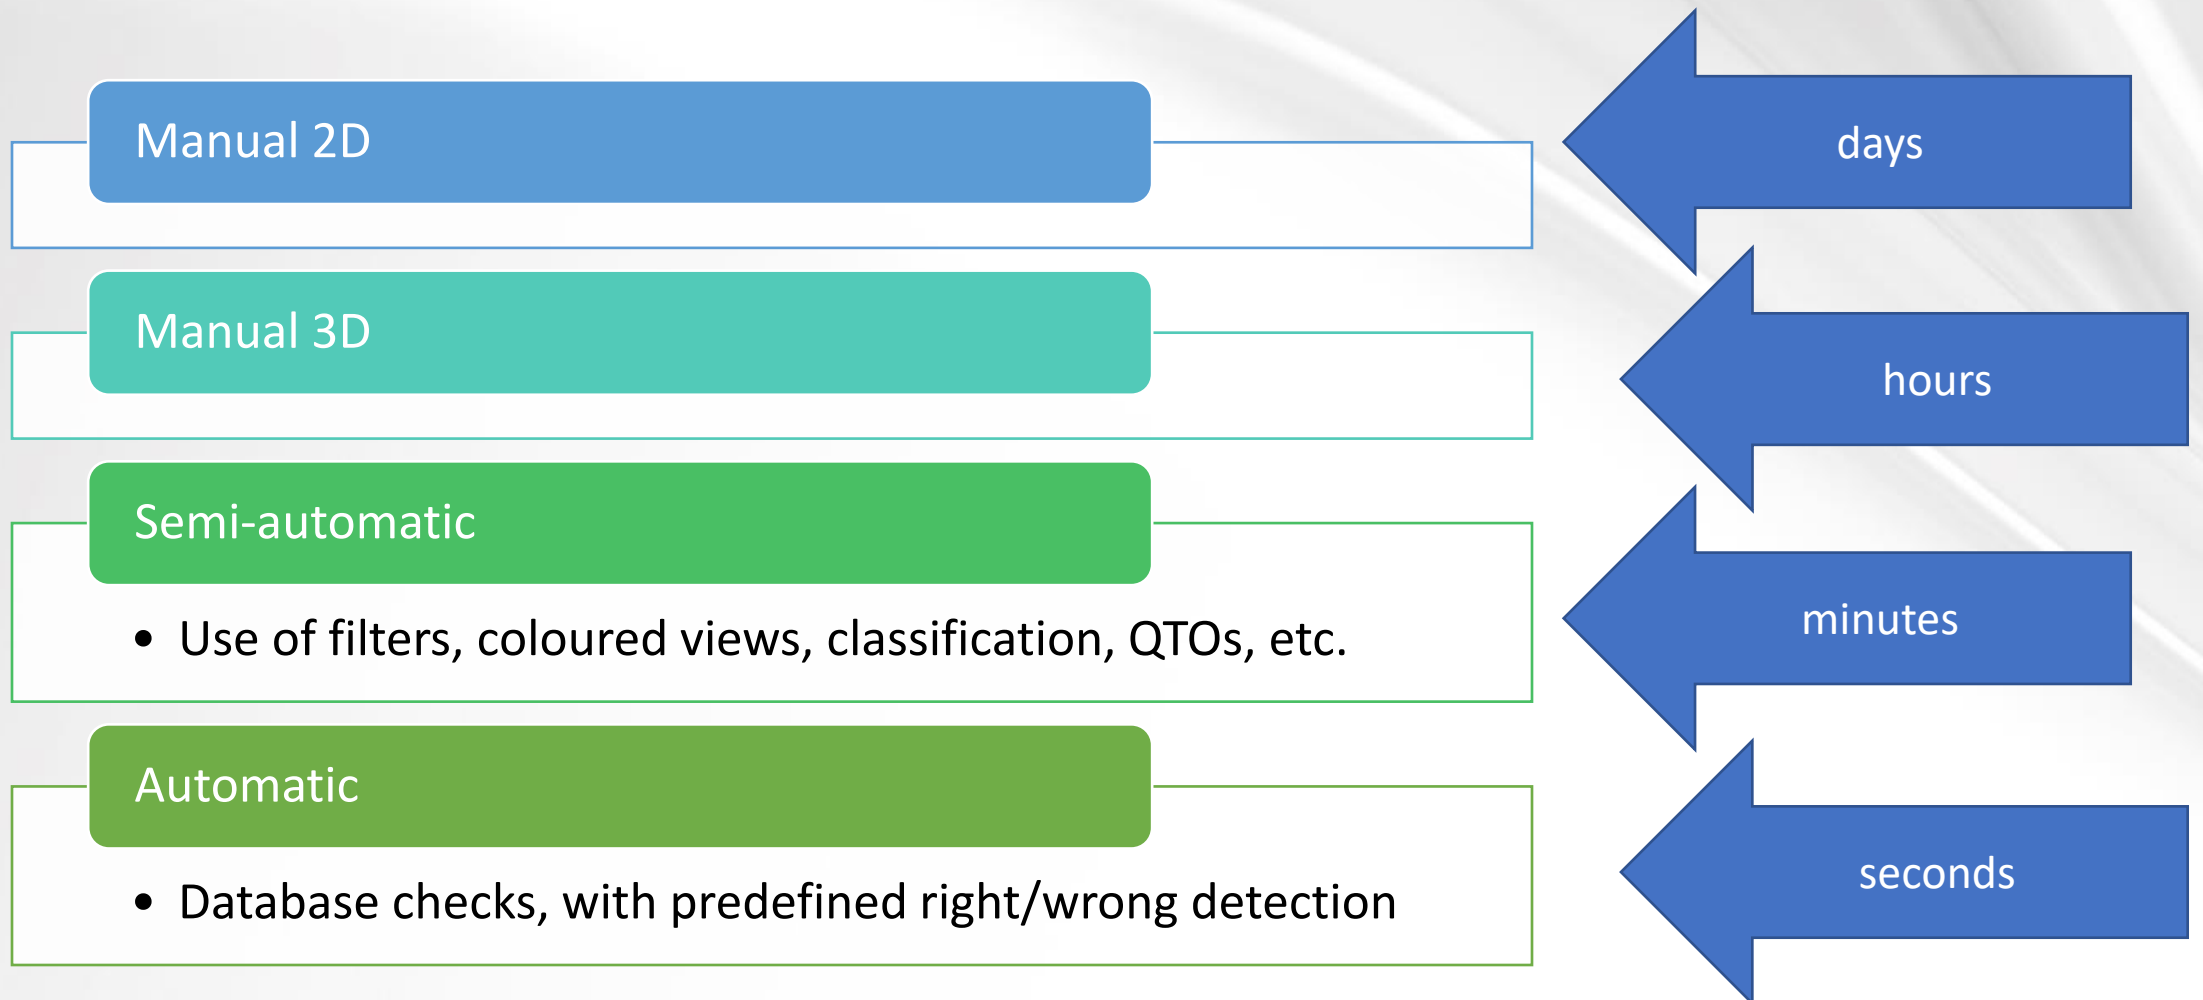 Manual 2D
days
Manual 3D
hours
Semi-automatic
• Use of filters, coloured views, classification, QTOs, etc.
minutes
Automatic
• Database checks, with predefined right/wrong detection
seconds